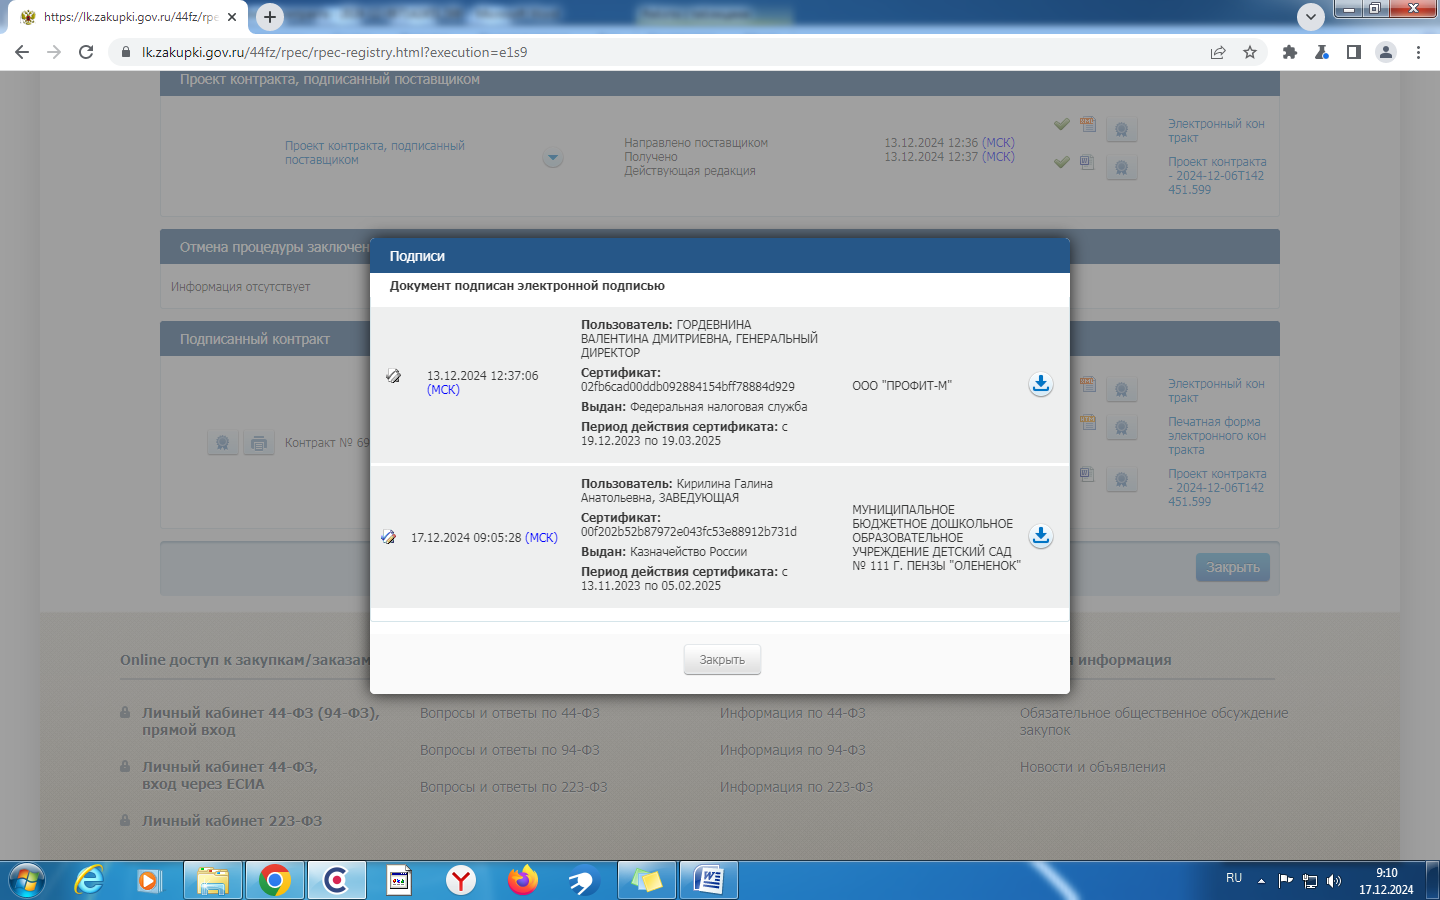 https://lk.zakupki.gov.ru/44fz/rpe
lk.zakupki.gov.ru/44fz/rpec/rpec-registry.html?execution=e1s9
Проект контракта, подписанный поставщиком
Проект контракта, подписанный
поставщиком
Направлено поставщиком
Получено
Действующая редакция
13.12.2024 12:36 (МСК)
13.12.2024 12:37 (МСК)
Электронный кон
тракт
Проект контракта
- 2024-12-06T142
451.599
Отмена процедуры заключен
Информация отсутствует
Подписанный контракт
Контракт № 69
Электронный кон
тракт
Печатная форма
электронного кон
тракта
Проект контракта
- 2024-12-06T142
451.599
Закрыть
Подписи
Документ подписан электронной подписью
13.12.2024 12:37:06
(МСК)
Пользователь: ГОРДЕВНИНА
ВАЛЕНТИНА ДМИТРИЕВНА, ГЕНЕРАЛЬНЫЙ
ДИРЕКТОР
Сертификат:
02fb6cad00ddb092884154bff78884d929
Выдан: Федеральная налоговая служба
Период действия сертификата: с
19.12.2023 по 19.03.2025
ООО "ПРОФИТ-М"
17.12.2024 09:05:28 (МСК)
Пользователь: Кирилина Галина
Анатольевна, ЗАВЕДУЮЩАЯ
Сертификат:
00f202b52b87972e043fc53e88912b731d
Выдан: Казначейство России
Период действия сертификата: с
13.11.2023 по 05.02.2025
МУНИЦИПАЛЬНОЕ
БЮДЖЕТНОЕ ДОШКОЛЬНОЕ
ОБРАЗОВАТЕЛЬНОЕ
УЧРЕЖДЕНИЕ ДЕТСКИЙ САД
№ 111 Г. ПЕНЗЫ "ОЛЕНЕНОК"
Закрыть
Online доступ к закупкам/заказам
я информация
Личный кабинет 44-ФЗ (94-ФЗ),
прямой вход
Личный кабинет 44-ФЗ,
вход через ЕСИА
Личный кабинет 223-ФЗ
Вопросы и ответы по 44-ФЗ
Вопросы и ответы по 94-ФЗ
Вопросы и ответы по 223-ФЗ
Информация по 44-ФЗ
Информация по 94-ФЗ
Информация по 223-ФЗ
Обязательное общественное обсуждение
закупок
Новости и объявления
RU
9:10
17.12.2024